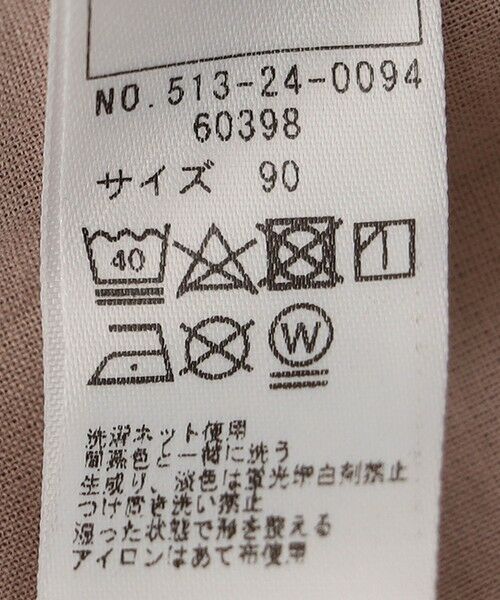 NO.513-24-0094
60398
サイズ 90
40
W
洗濯ネット使用
同系色と一緒に洗う
生成り、淡色は蛍光増白剤禁止
つけ置き洗い禁止
湿った状態で形を整える
アイロンはあて布使用